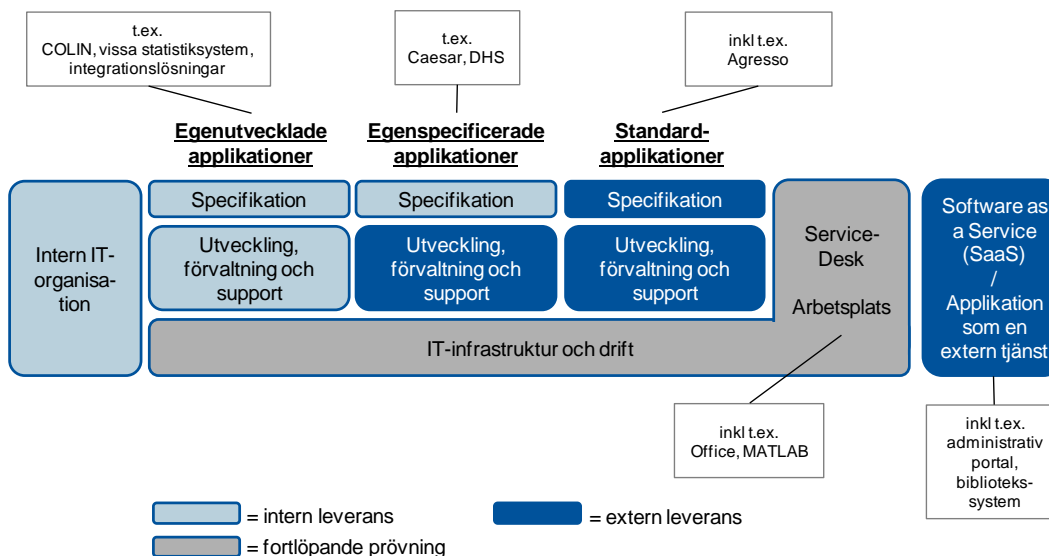 t.ex.
COLIN, vissa statistiksystem,
integrationslösningar
t.ex.
Caesar, DHS
inkl t.ex.
Agresso
Egenutvecklade
applikationer
Egenspecificerade
applikationer
Standard-
applikationer
Intern IT-
organisa-
tion
Specifikation
Specifikation
Specifikation
Utveckling,
förvaltning och
support
Utveckling,
förvaltning och
support
Utveckling,
förvaltning och
support
Service-
Desk
Arbetsplats
IT-infrastruktur och drift
Software as
a Service
(SaaS)
/
Applikation
som en
extern tjänst
inkl t.ex.
Office, MATLAB
inkl t.ex.
administrativ
portal,
biblioteks-
system
= intern leverans
= extern leverans
= fortlöpande prövning